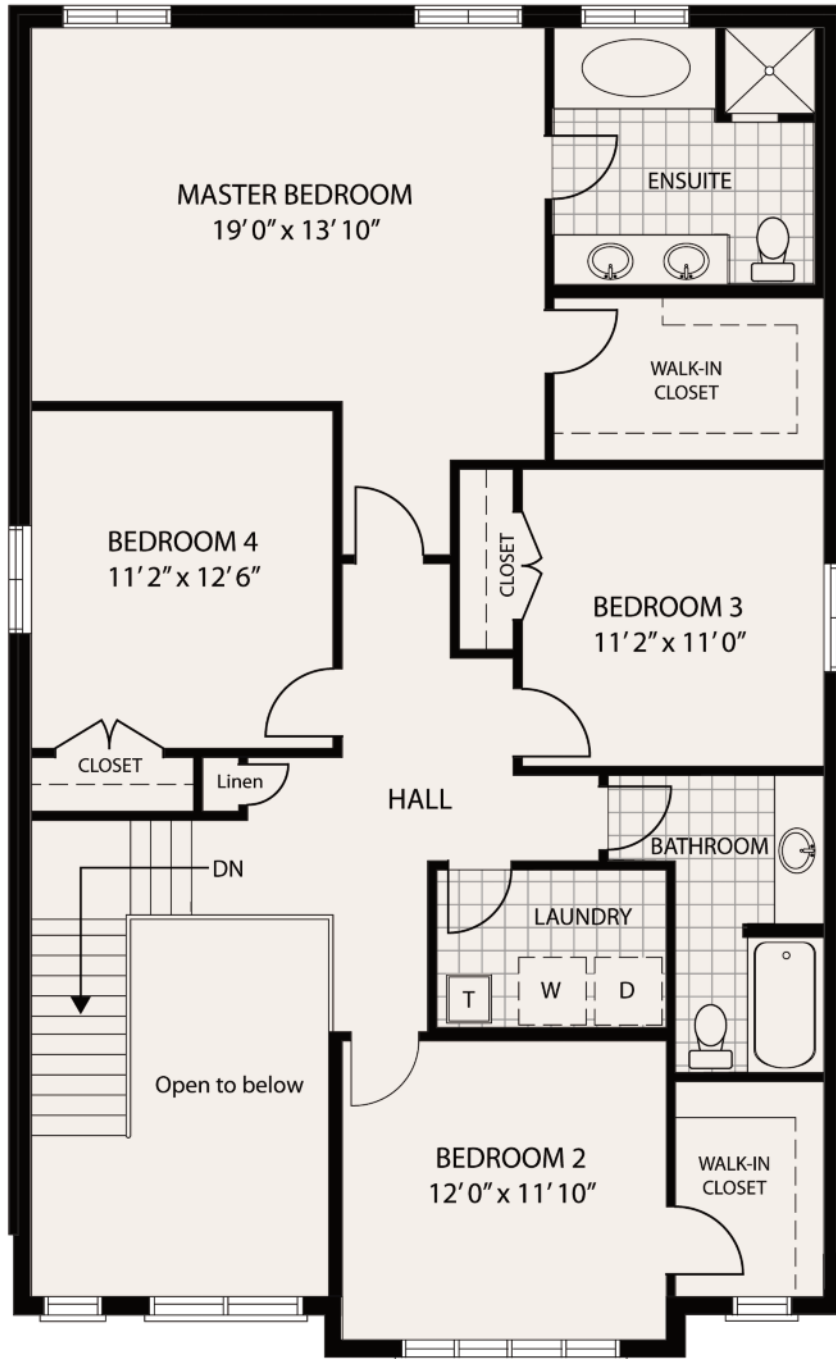 MASTER BEDROOM
19' 0" x 13' 10"
ENSUITE
WALK-IN
CLOSET
BEDROOM 4
11' 2" x 12' 6"
CLOSET
BEDROOM 3
11' 2" x 11' 0"
CLOSET
Linen
HALL
BATHROOM
DN
LAUNDRY
T
W
D
Open to below
BEDROOM 2
12' 0" x 11' 10"
WALK-IN
CLOSET